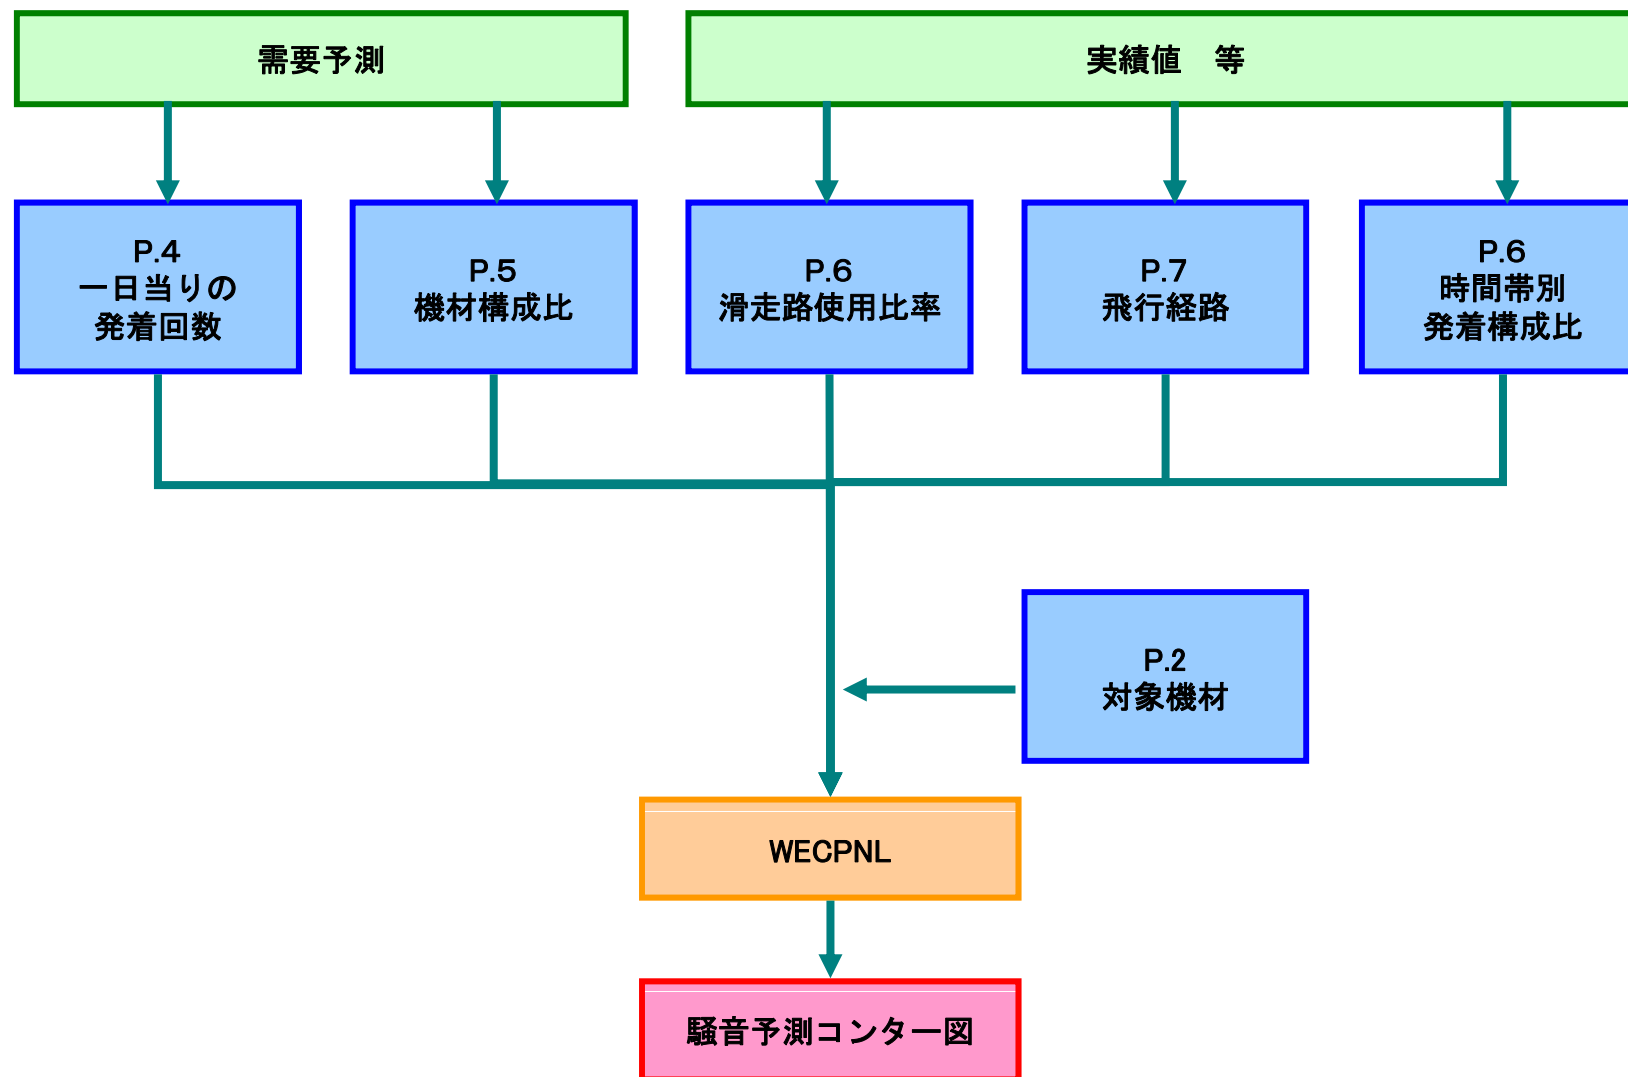 需要予測
実績値　等
P.4
一日当りの
発着回数
P.5
機材構成比
P.6
滑走路使用比率
P.7
飛行経路
P.6
時間帯別
発着構成比
P.2
対象機材
WECPNL
騒音予測コンター図